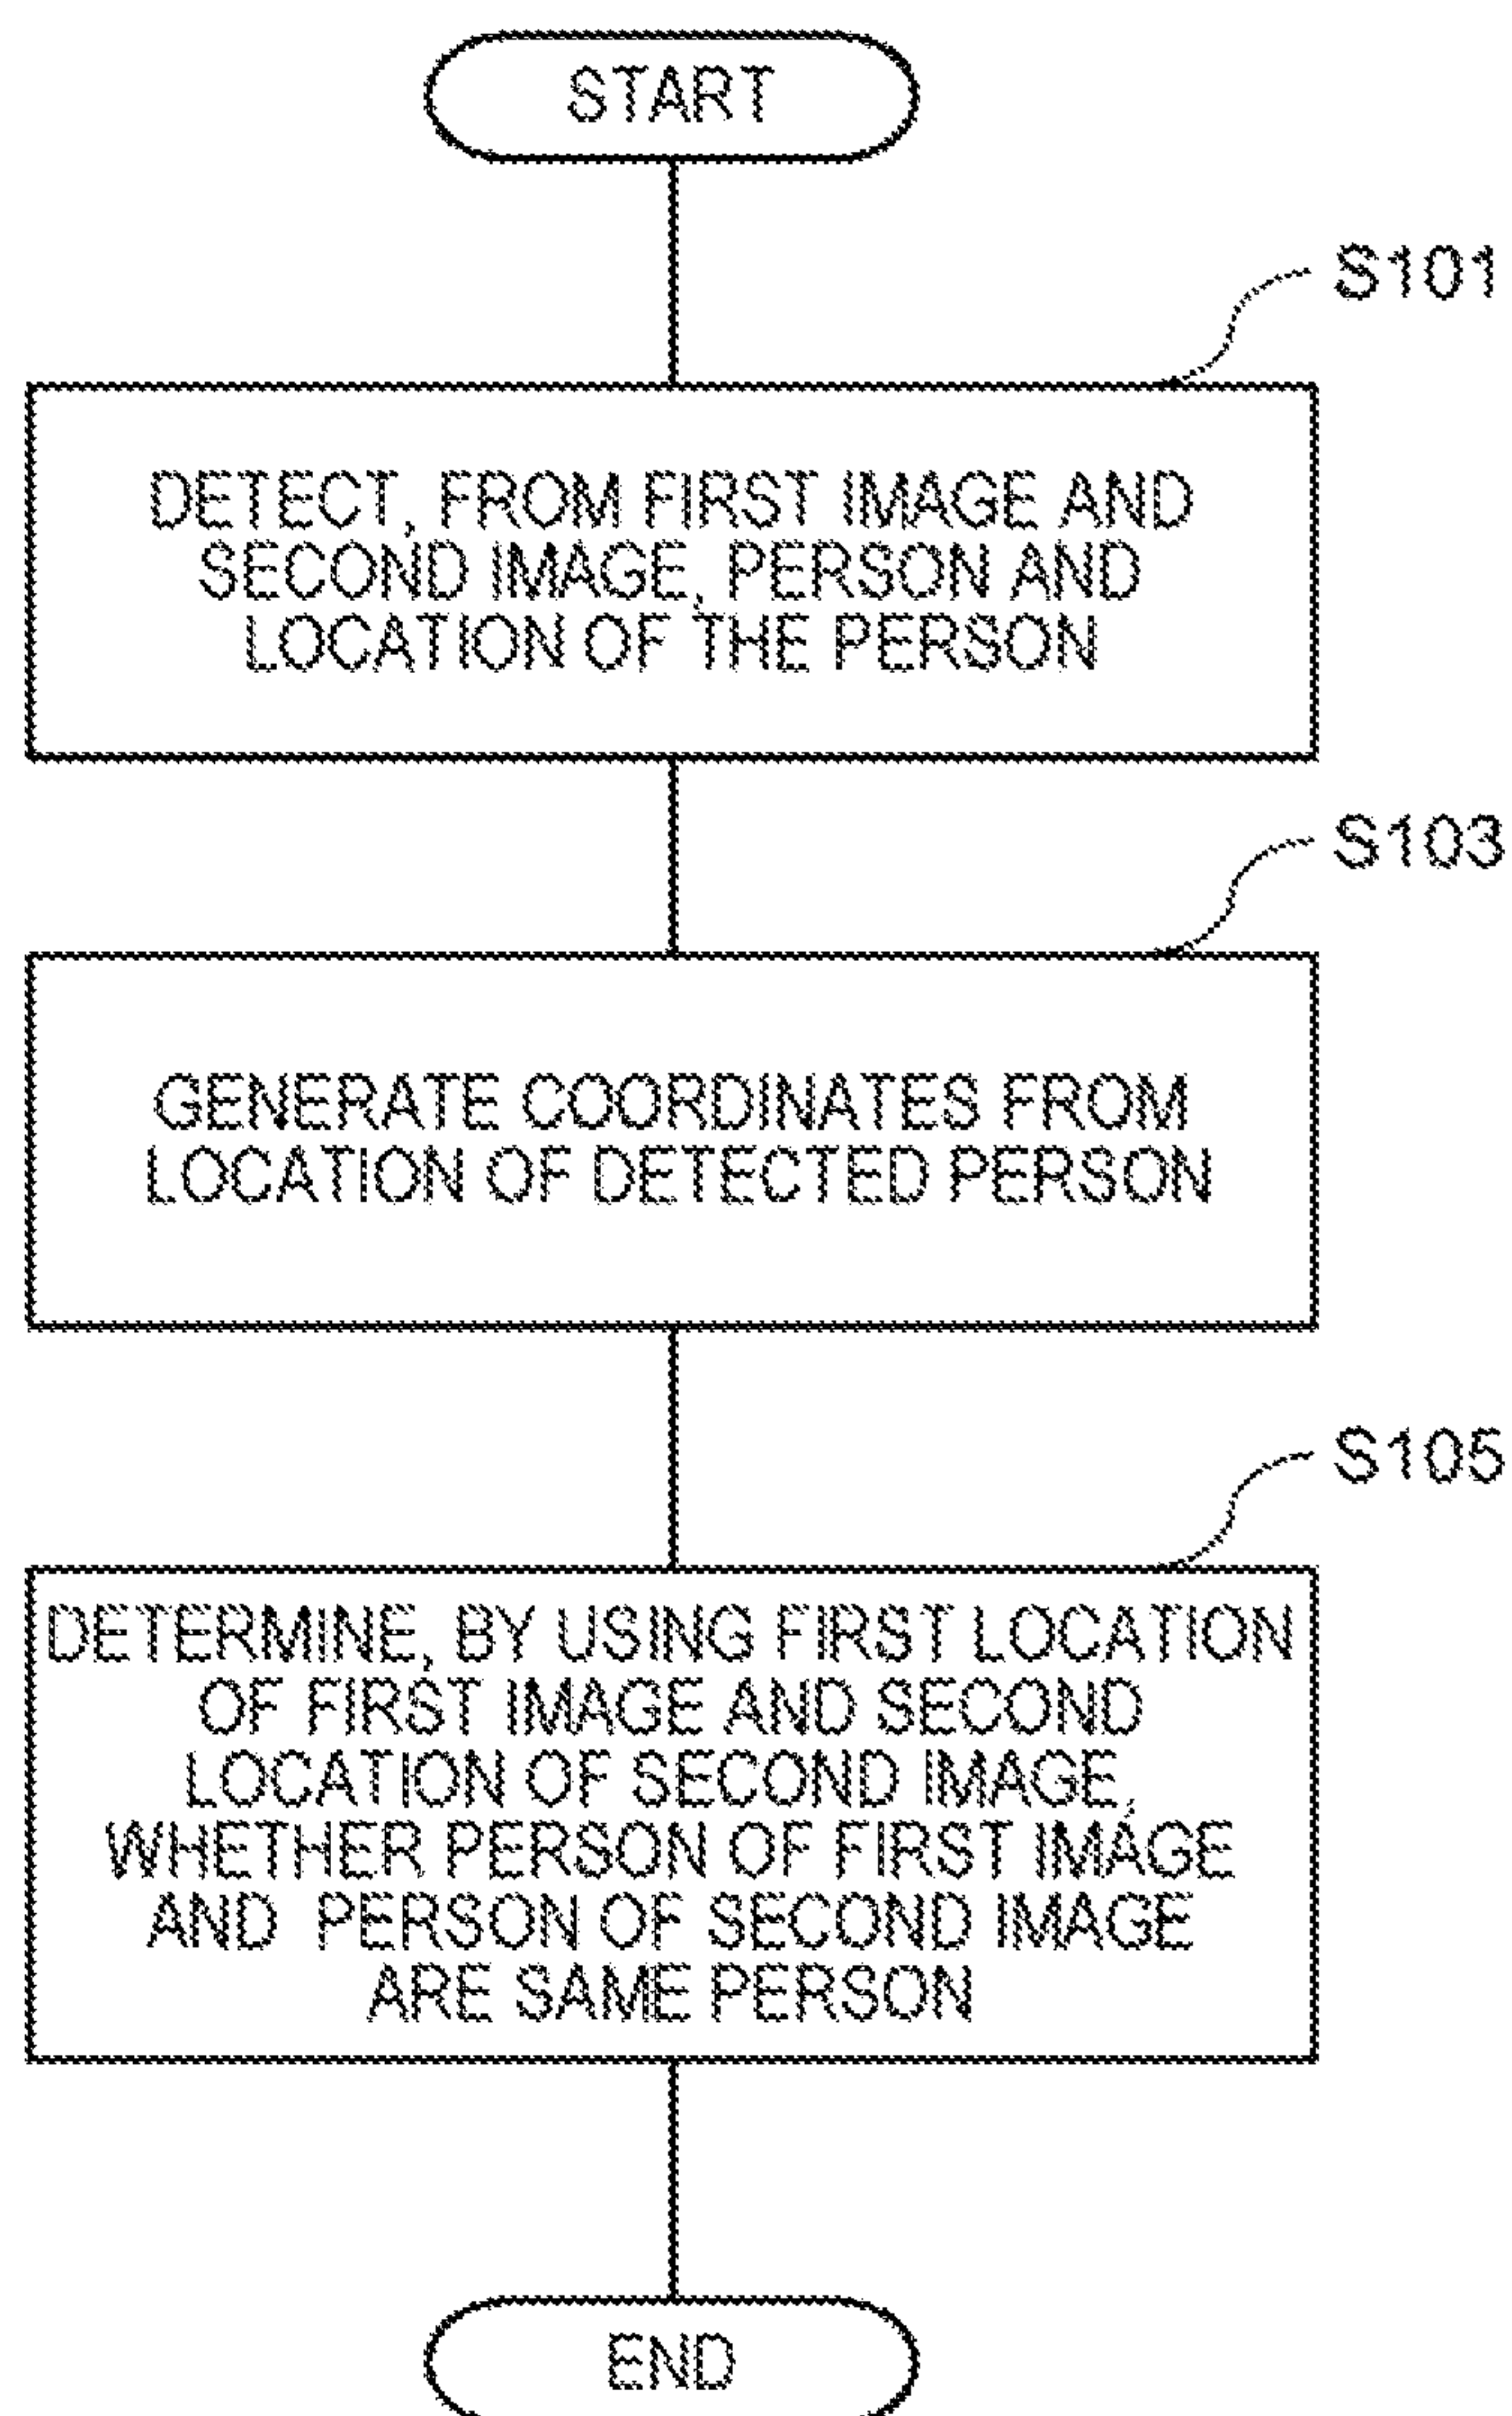 START
S101
DETECT, FROM FIRST IMAGE AND
SECOND IMAGE, PERSON AND
LOCATION OF THE PERSON
S103
GENERATE COORDINATES FROM
LOCATION OF DETECTED PERSON
S105
DETERMINE, BY USING FIRST LOCATION
OF FIRST IMAGE AND SECOND
LOCATION OF SECOND IMAGE,
WHETHER PERSON OF FIRST IMAGE
AND PERSON OF SECOND IMAGE
ARE SAME PERSON
END